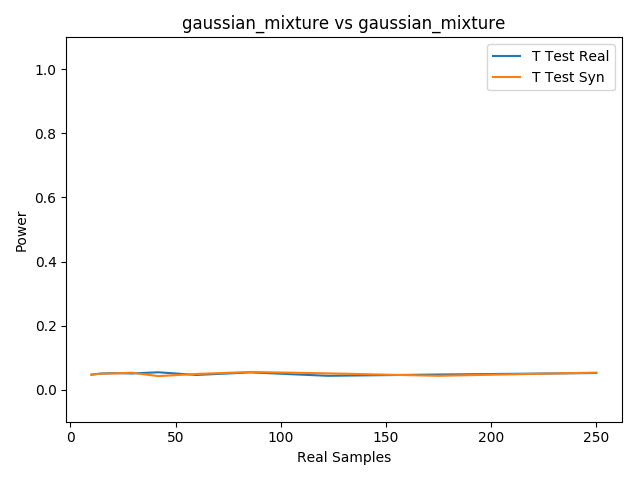 gaussian_mixture vs gaussian_mixture
T Test Real
T Test Syn
1.0
0.8
0.6
0.4
0.2
0.0
Power
0 50 100 150 200 250
Real Samples